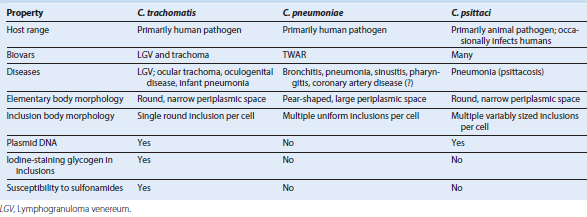 Property C. trachomatis C. pneumoniae C. psittaci
Host range Primarily human pathogen Primarily human pathogen Primarily animal pathogen; occa-
sionally infects humans
Biovars LGV and trachoma TWAR Many
Diseases LGV; ocular trachoma, oculogenital Bronchitis, pneumonia, sinusitis, pharyn- Pneumonia (psittacosis)
disease, infant pneumonia gitis, coronary artery disease (?)
Elementary body morphology Round, narrow periplasmic space Pear-shaped, large periplasmic space Round, narrow periplasmic space
Inclusion body morphology Single round inclusion per cell Multiple uniform inclusions per cell Multiple variably sized inclusions
per cell
Plasmid DNA Yes No Yes
Iodine-staining glycogen in Yes No No
inclusions
Susceptibility to sulfonamides Yes No No
LGV, Lymphogranuloma venereum.